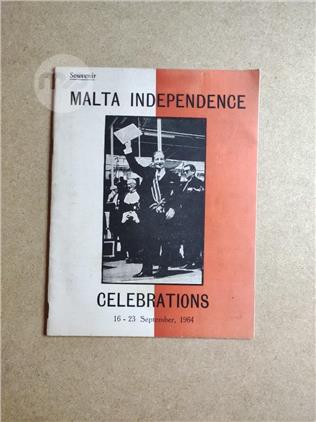 Souvenir
MALTA INDEPENDENCE
CELEBRATIONS
16 - 23 September, 1964